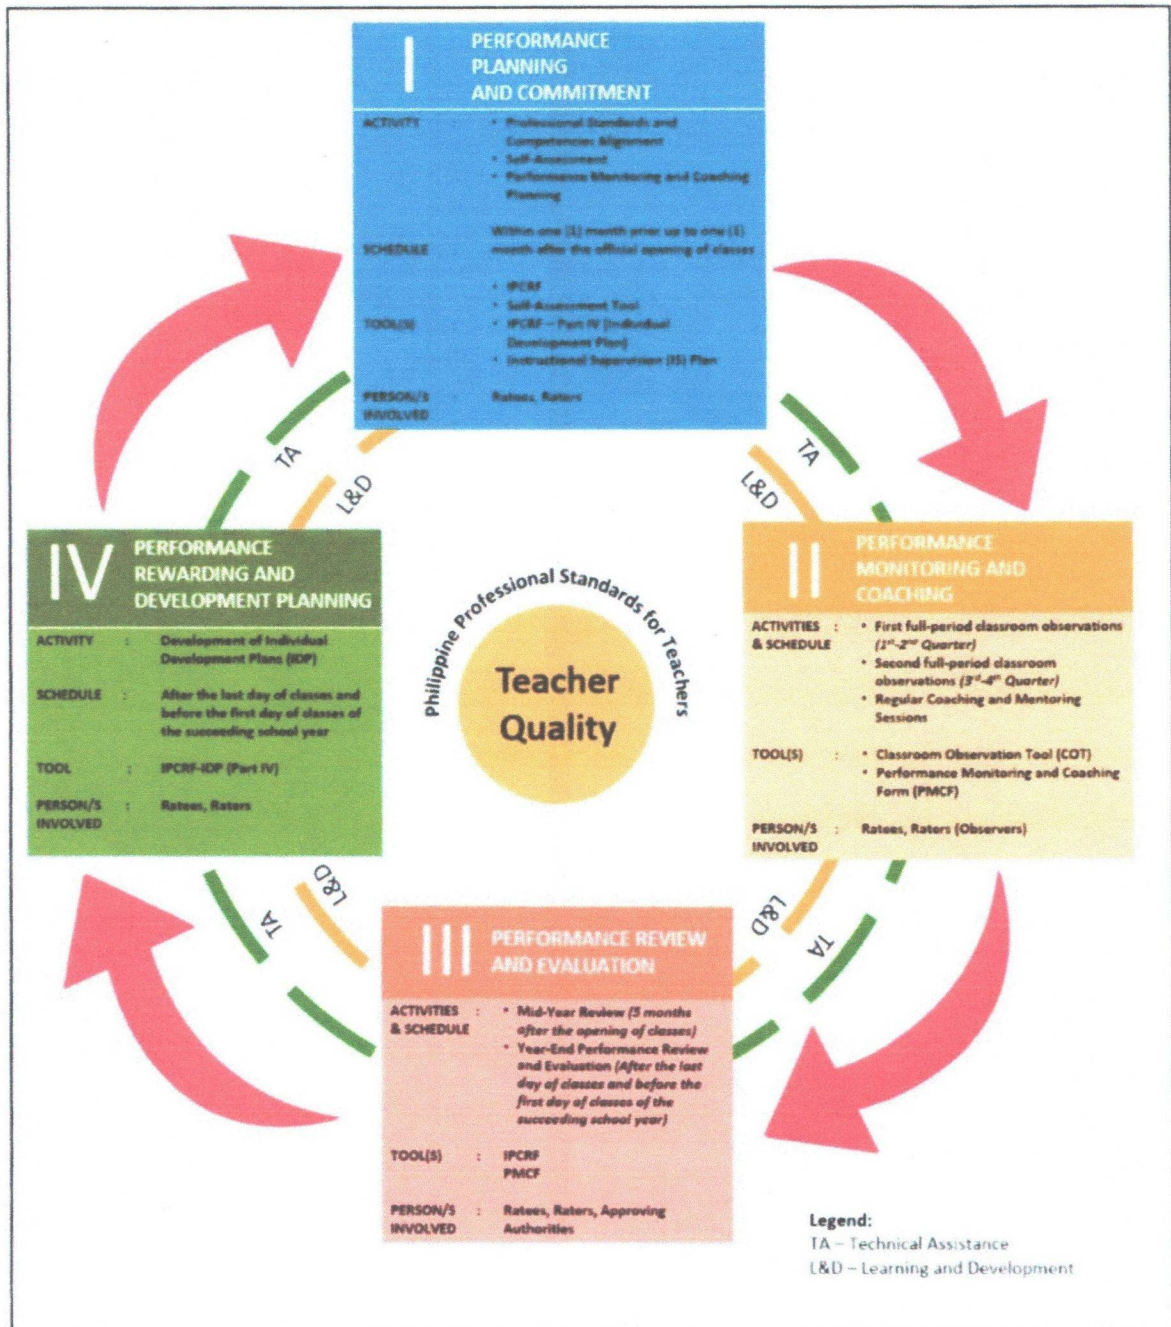 I
PERFORMANCE
PLANNING
AND COMMITMENT
ACTIVITY :
• Professional Standards and
Competencies Alignment
• Self-Assessment
• Performance Monitoring and Coaching
Planning
SCHEDULE :
Within one (1) month prior up to one (1)
month after the official opening of classes
TOOL(S) :
• IPCRF
• Self-Assessment Tool
• IPCRF – Part IV (Individual
Development Plan)
• Instructional Supervision (IS) Plan
PERSON/S :
INVOLVED
Ratees, Raters
TA
L&D
TA
L&D
II
PERFORMANCE
MONITORING AND
COACHING
ACTIVITIES :
& SCHEDULE
• First full-period classroom observations
(1st-2nd Quarter)
• Second full-period classroom
observations (3rd-4th Quarter)
• Regular Coaching and Mentoring
Sessions
TOOL(S) :
• Classroom Observation Tool (COT)
• Performance Monitoring and Coaching
Form (PMCF)
PERSON/S :
INVOLVED
Ratees, Raters (Observers)
Philippine Professional Standards for Teachers
Teacher
Quality
L&D
TA
III
PERFORMANCE REVIEW
AND EVALUATION
ACTIVITIES :
& SCHEDULE
• Mid-Year Review (5 months
after the opening of classes)
• Year-End Performance Review
and Evaluation (After the last
day of classes and before the
first day of classes of the
succeeding school year)
TOOL(S) :
IPCRF
PMCF
PERSON/S :
INVOLVED
Ratees, Raters, Approving
Authorities
L&D
TA
IV
PERFORMANCE
REWARDING AND
DEVELOPMENT PLANNING
ACTIVITY :
Development of Individual
Development Plans (IDP)
SCHEDULE :
After the last day of classes and
before the first day of classes of
the succeeding school year
TOOL :
IPCRF-IDP (Part IV)
PERSON/S :
INVOLVED
Ratees, Raters
Legend:
TA – Technical Assistance
L&D – Learning and Development